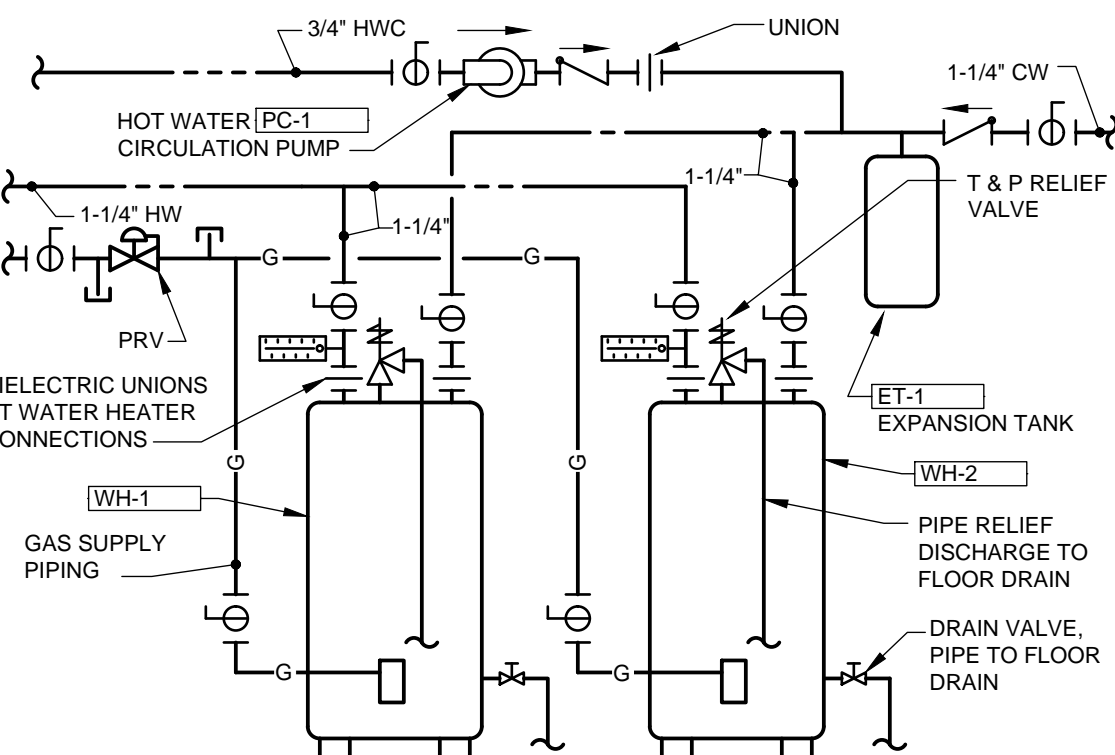 3/4" HWC
UNION
1-1/4" CW
HOT WATER PC-1
CIRCULATION PUMP
1-1/4"
T & P RELIEF
VALVE
1-1/4" HW
1-1/4"
G
G
PRV
IELECTRIC UNIONS
T WATER HEATER
ONNECTIONS
ET-1
EXPANSION TANK
G
G
WH-1
WH-2
GAS SUPPLY
PIPING
PIPE RELIEF
DISCHARGE TO
FLOOR DRAIN
DRAIN VALVE,
PIPE TO FLOOR
DRAIN
G
G